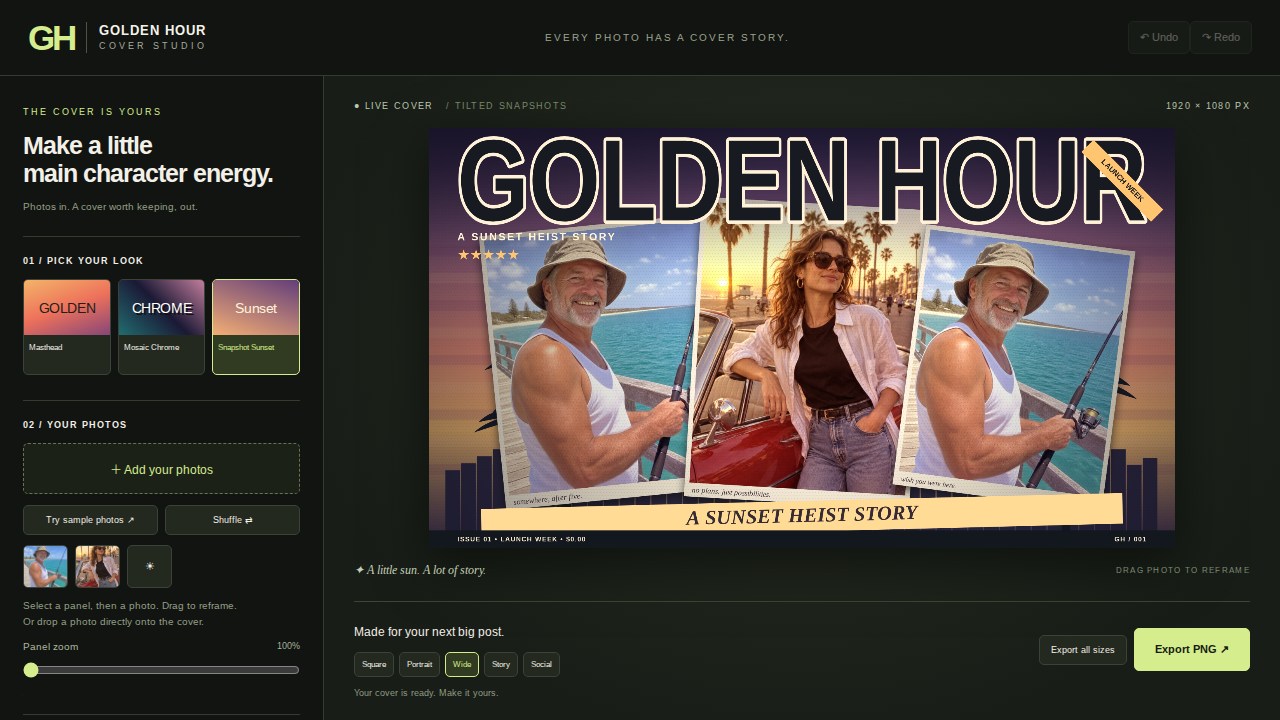 GH
GOLDEN HOUR
COVER STUDIO
EVERY PHOTO HAS A COVER STORY.
↶ Undo
↷ Redo
THE COVER IS YOURS
Make a little
main character energy.
Photos in. A cover worth keeping, out.
01 / PICK YOUR LOOK
GOLDEN
CHROME
Sunset
Masthead
Mosaic Chrome
Snapshot Sunset
02 / YOUR PHOTOS
+ Add your photos
Try sample photos ↗
Shuffle ⇄
Select a panel, then a photo. Drag to reframe.
Or drop a photo directly onto the cover.
Panel zoom
100%
● LIVE COVER / TILTED SNAPSHOTS
1920 × 1080 PX
GOLDEN HOUR
LAUNCH WEEK
A SUNSET HEIST STORY
★★★★★
somewhere, after five.
no plans. just possibilities.
wish you were here
A SUNSET HEIST STORY
ISSUE 01 • LAUNCH WEEK • $0.00
GH / 001
✦ A little sun. A lot of story.
DRAG PHOTO TO REFRAME
Made for your next big post.
Square
Portrait
Wide
Story
Social
Your cover is ready. Make it yours.
Export all sizes
Export PNG ↗